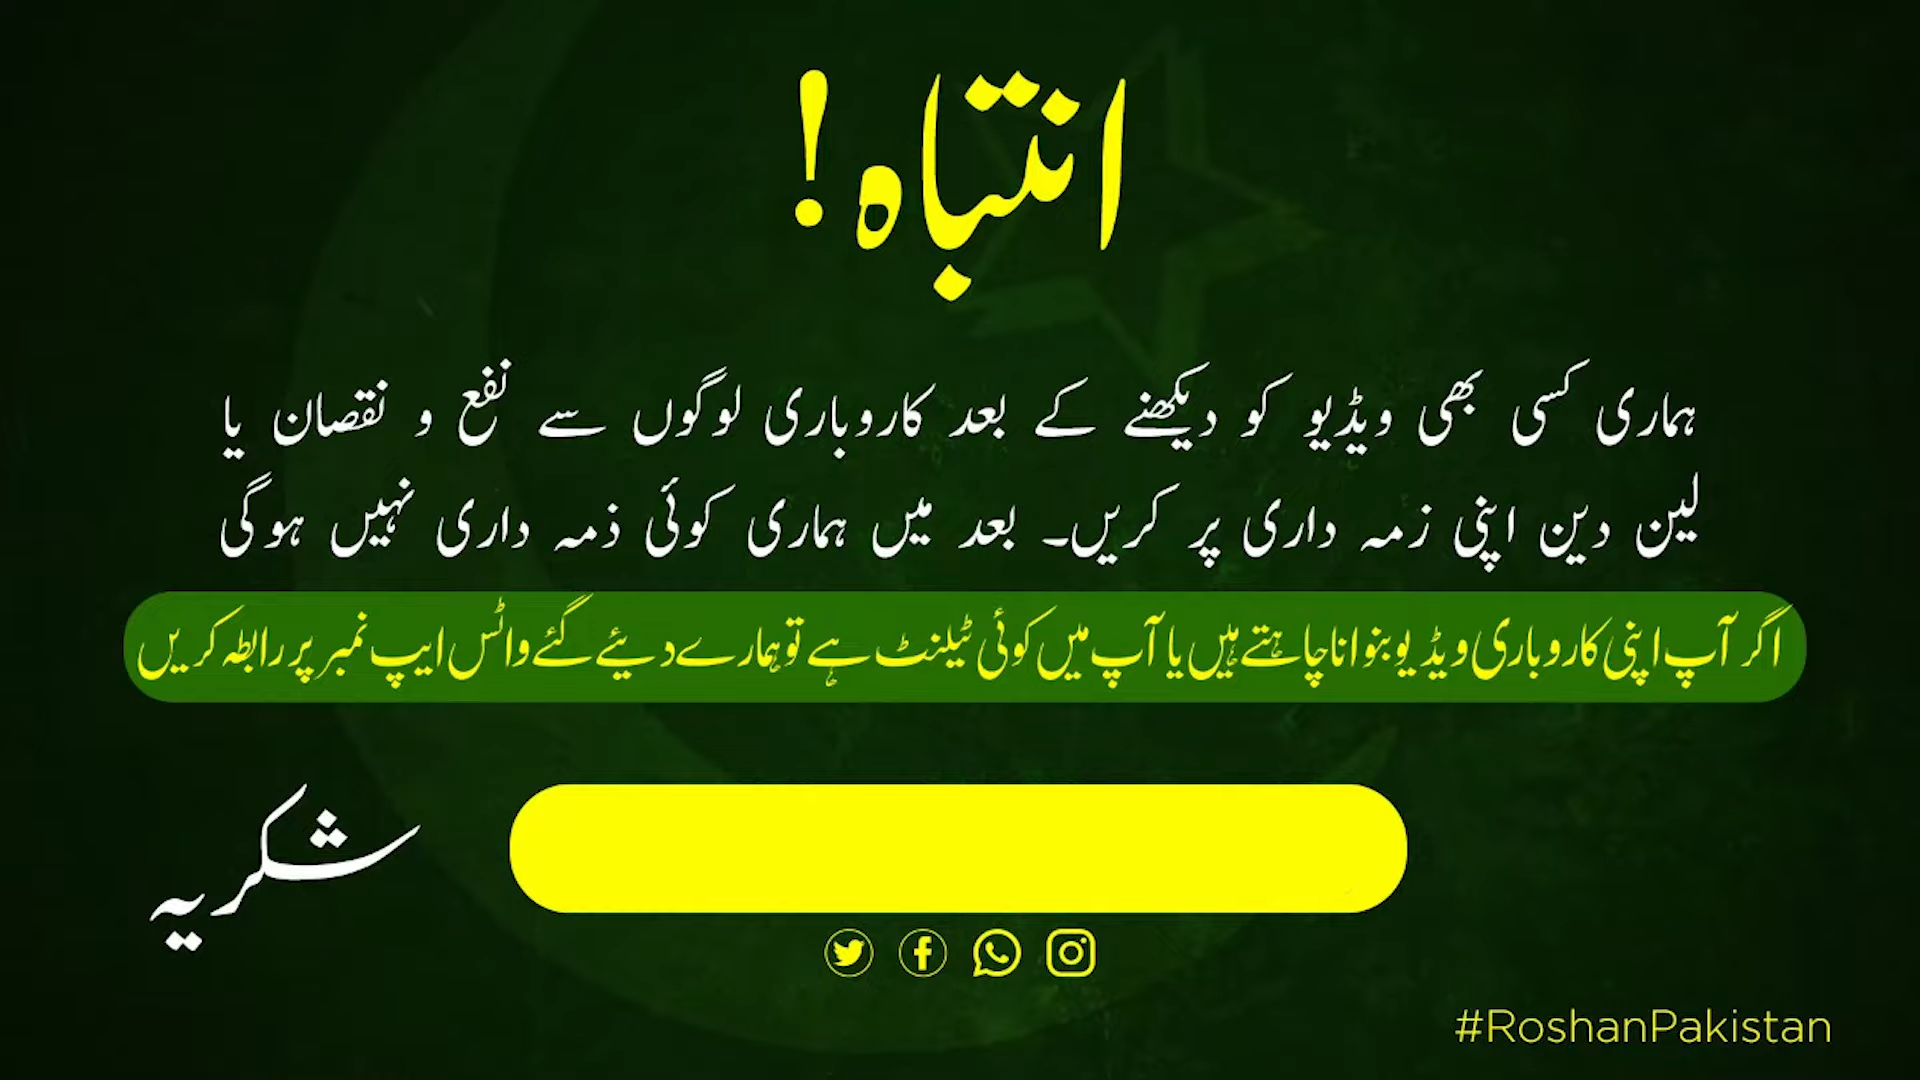 انتباہ!
ہماری کسی بھی ویڈیو کو دیکھنے کے بعد کاروباری لوگوں سے نفع و نقصان یا
لین دین اپنی زمہ داری پر کریں۔ بعد میں ہماری کوئی ذمہ داری نہیں ہوگی
اگر آپ اپنی کاروباری ویڈیو بنوانا چاہتے ہیں یا آپ میں کوئی ٹیلنٹ ہے تو ہمارے دیئے گئے واٹس ایپ نمبر پر رابطہ کریں
شکریہ
#RoshanPakistan